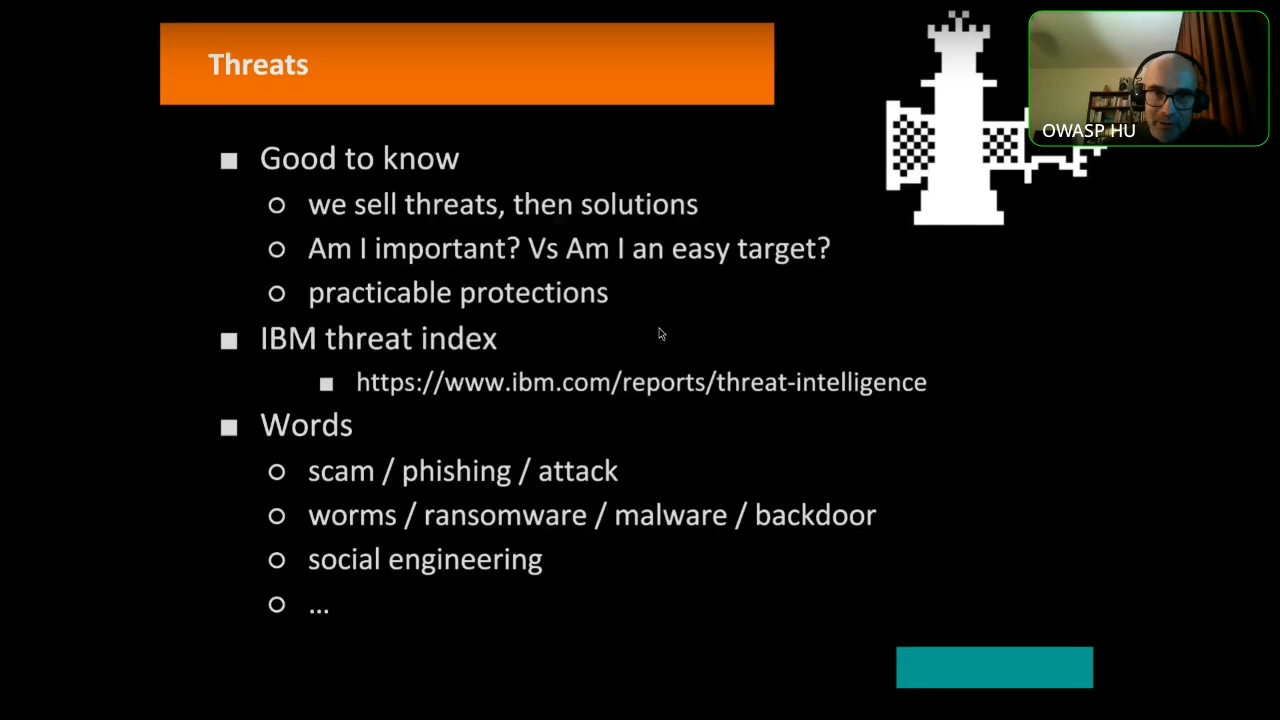 Threats
OWASP HU
Good to know
we sell threats, then solutions
Am I important? Vs Am I an easy target?
practicable protections
IBM threat index
https://www.ibm.com/reports/threat-intelligence
Words
scam / phishing / attack
worms / ransomware / malware / backdoor
social engineering
...